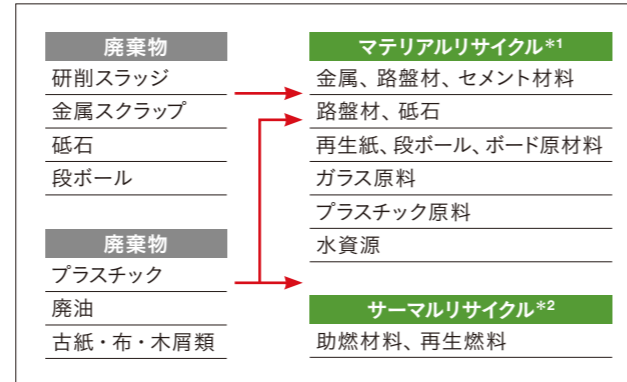 廃棄物
研削スラッジ
金属スクラップ
砥石
段ボール
廃棄物
プラスチック
廃油
古紙・布・木屑類
マテリアルリサイクル*1
金属、路盤材、セメント材料
路盤材、砥石
再生紙、段ボール、ボード原材料
ガラス原料
プラスチック原料
水資源
サーマルリサイクル*2
助燃材料、再生燃料